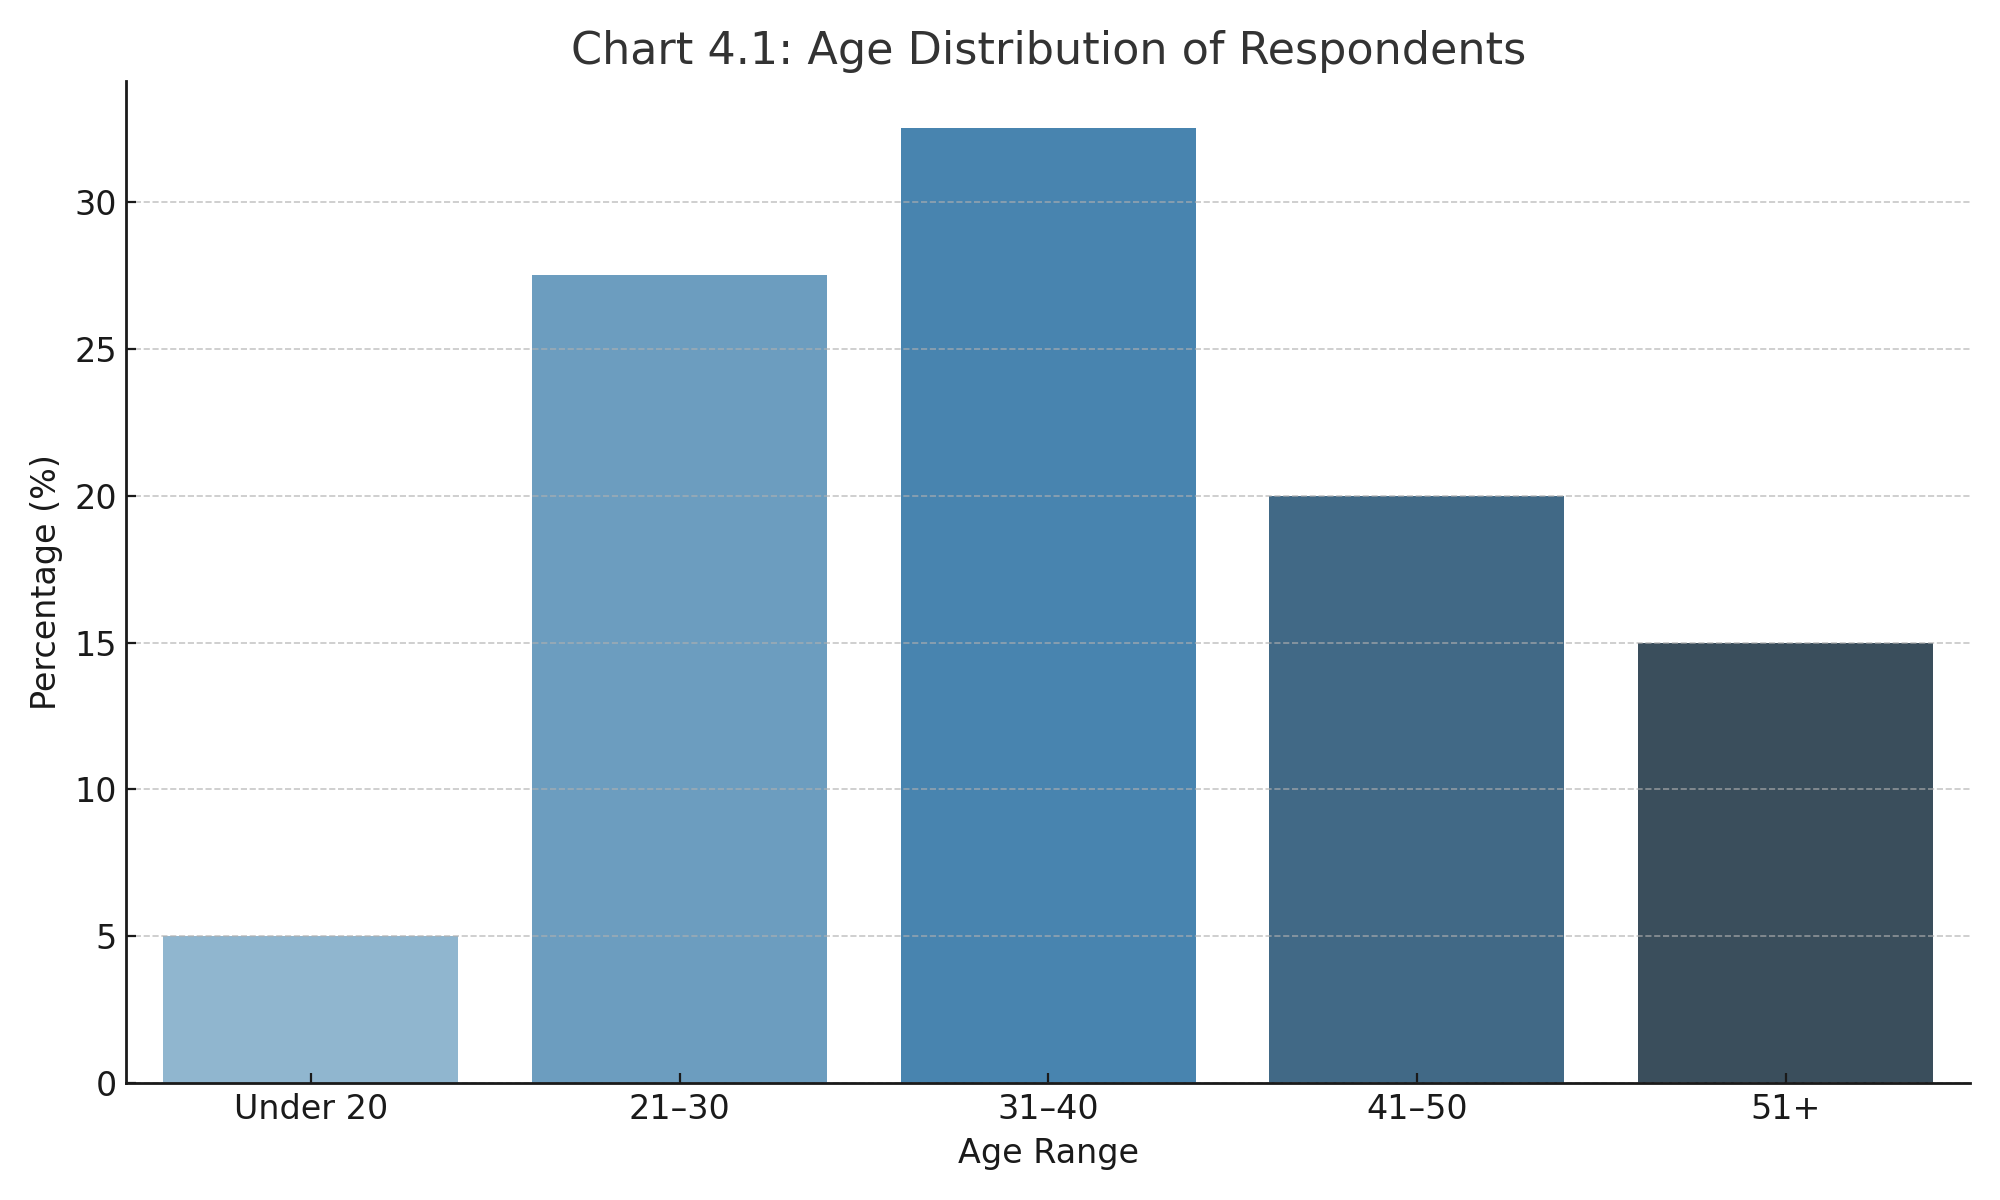 Chart 4.1: Age Distribution of Respondents
Percentage (%)
30
25
20
15
10
5
0
Under 20
21–30
31–40
41–50
51+
Age Range